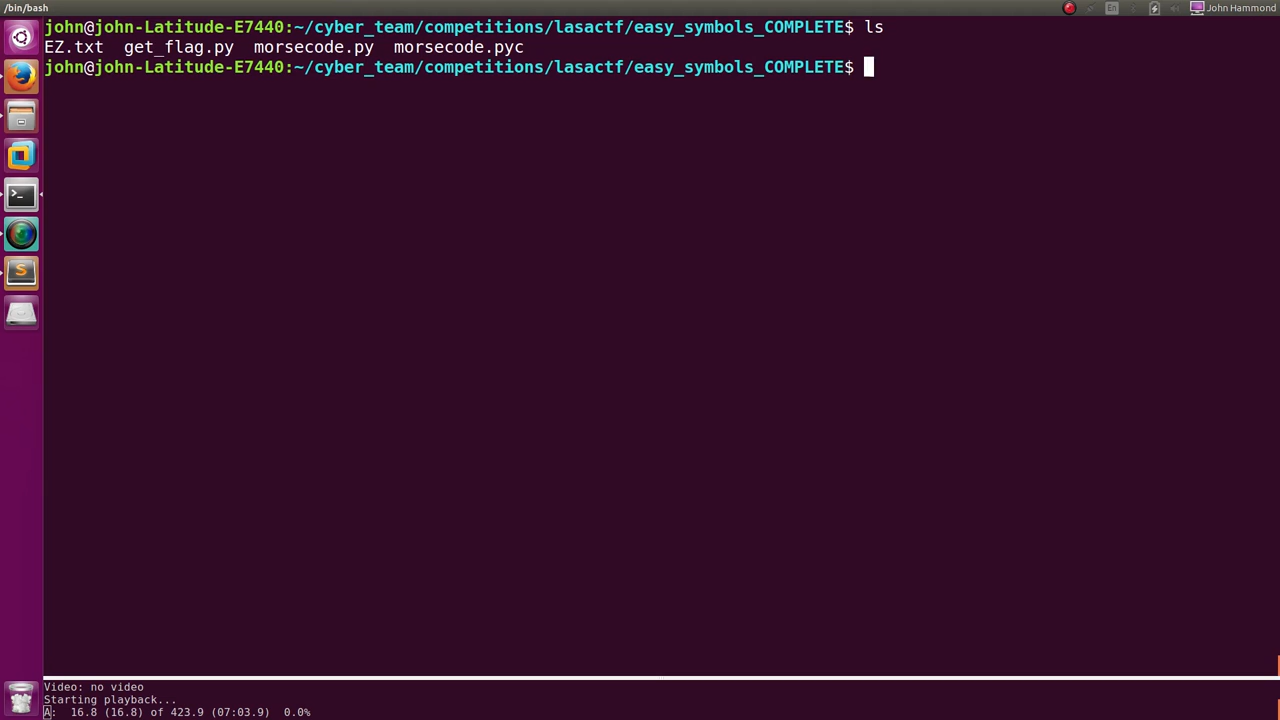 /bin/bash
En
John Hammond
john@john-Latitude-E7440:~/cyber_team/competitions/lasactf/easy_symbols_COMPLETE$ ls
EZ.txt  get_flag.py  morsecode.py  morsecode.pyc
john@john-Latitude-E7440:~/cyber_team/competitions/lasactf/easy_symbols_COMPLETE$
Video: no video
Starting playback...
A:  16.8 (16.8) of 423.9 (07:03.9)  0.0%